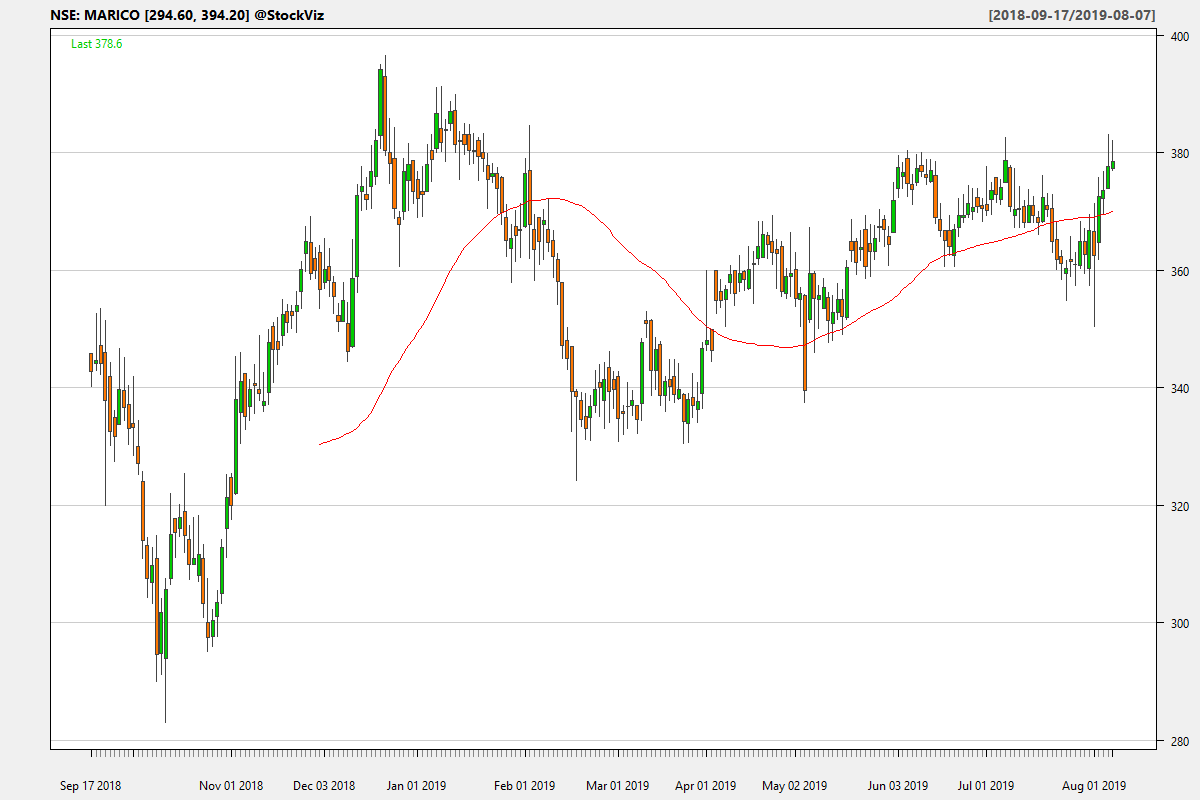 NSE: MARICO [294.60, 394.20] @StockViz [2018-09-17/2019-08-07]
Last 378.6
400
380
360
340
320
300
280
Sep 17 2018 Nov 01 2018 Dec 03 2018 Jan 01 2019 Feb 01 2019 Mar 01 2019 Apr 01 2019 May 02 2019 Jun 03 2019 Jul 01 2019 Aug 01 2019